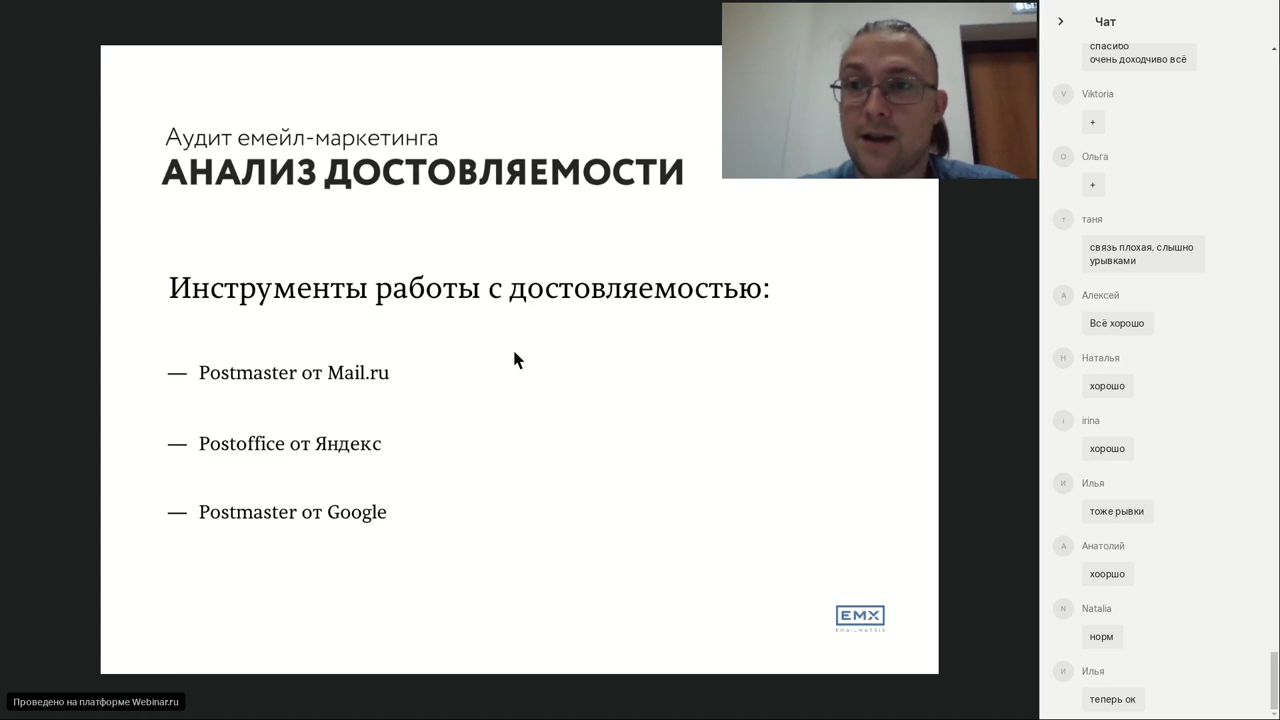 Аудит емейл-маркетинга
АНАЛИЗ ДОСТОВЛЯЕМОСТИ
Инструменты работы с достовляемостью:
— Postmaster от Mail.ru
— Postoffice от Яндекс
— Postmaster от Google
EMX
EMAILMATRIX
Проведено на платформе Webinar.ru
Чат
спасибо
очень доходчиво всё
V
Viktoria
+
О
Ольга
+
т
таня
связь плохая, слышно
урывками
А
Алексей
Всё хорошо
Н
Наталья
хорошо
i
irina
хорошо
И
Илья
тоже рывки
А
Анатолий
хооршо
N
Natalia
норм
И
Илья
теперь ок